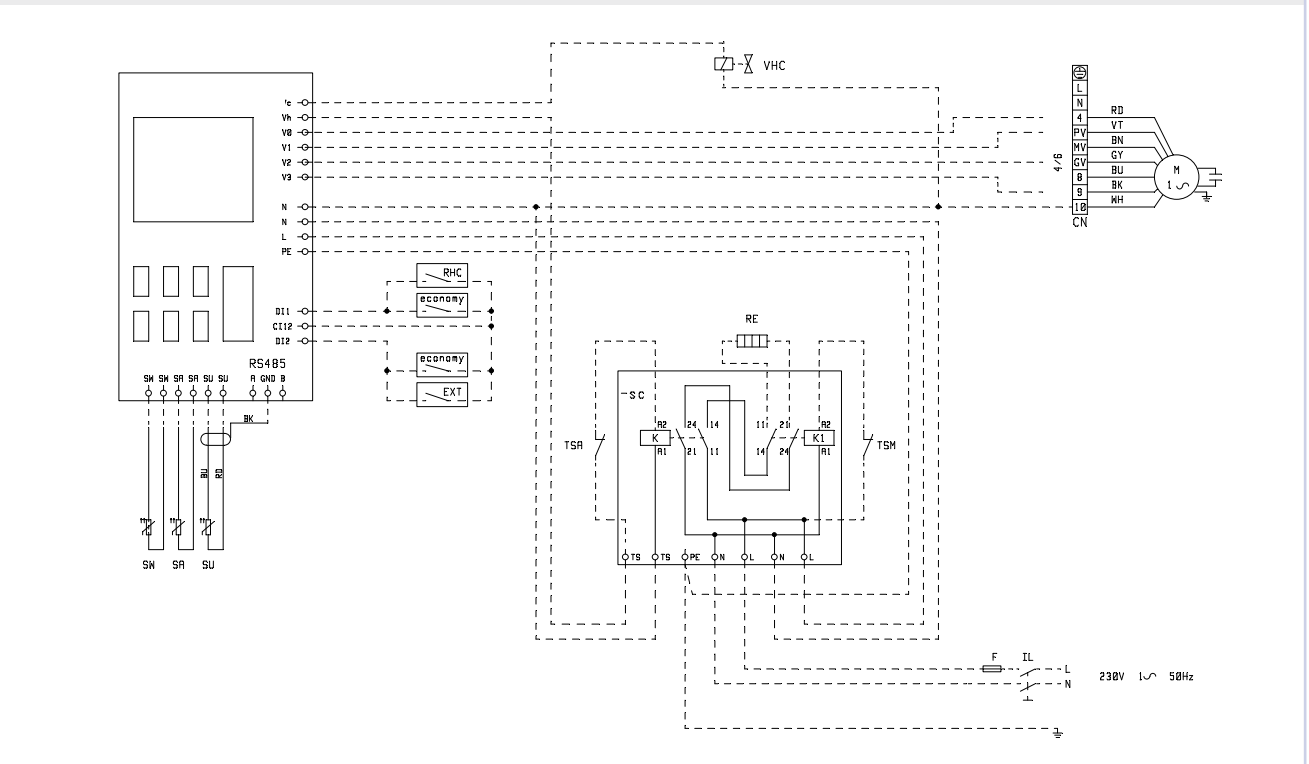 VHC
Vc
Vh
V0
V1
V2
V3
N
N
L
PE
DI1
CI12
DI2
RHC
economy
economy
EXT
RS485
SW SW SA SA SU SU A GND B
BK
BU RD
SW SA SU
L
N
4
PV
MV
GV
8
9
10
CN
4/6
RD
VT
BN
GY
BU
BK
WH
M
1
RE
SC
TSA
TSM
A2 24 14 11 21 A2
K K1
A1 21 11 14 24 A1
TS TS PE N L N L
F IL
L
N
230V 1 50Hz